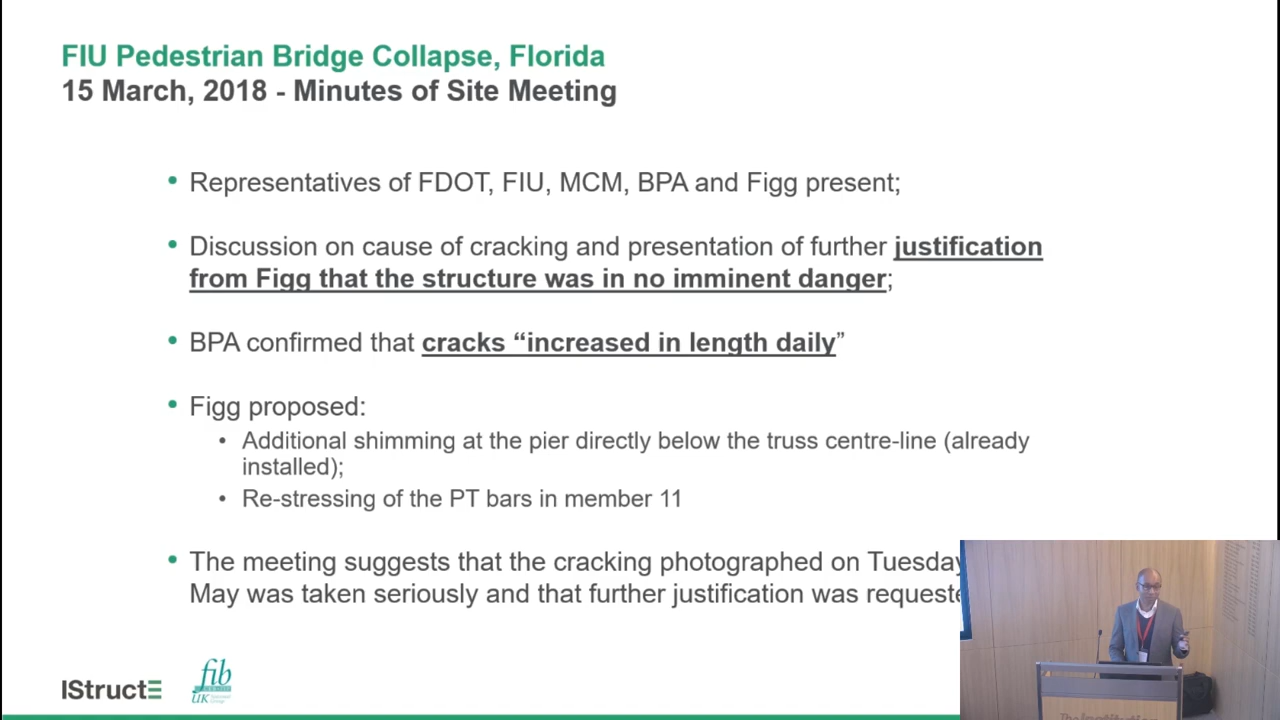 FIU Pedestrian Bridge Collapse, Florida
15 March, 2018 - Minutes of Site Meeting
• Representatives of FDOT, FIU, MCM, BPA and Figg present;
• Discussion on cause of cracking and presentation of further justification
from Figg that the structure was in no imminent danger;
• BPA confirmed that cracks “increased in length daily”
• Figg proposed:
• Additional shimming at the pier directly below the truss centre-line (already
installed);
• Re-stressing of the PT bars in member 11
• The meeting suggests that the cracking photographed on Tuesday
May was taken seriously and that further justification was requeste
IStructE
fib
UK